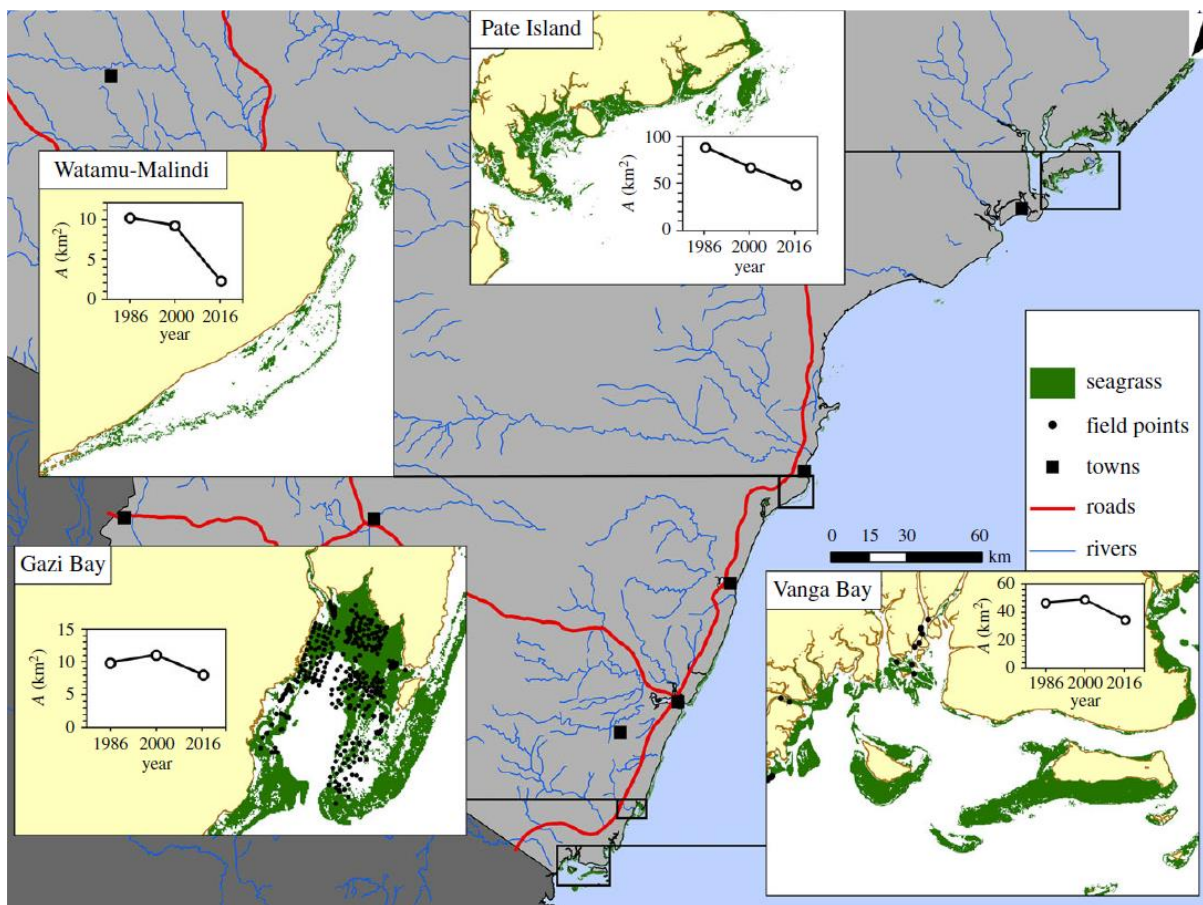 Pate Island
100
50
0
A (km²)
1986 2000 2016
year
Watamu-Malindi
10
5
0
A (km²)
1986 2000 2016
year
seagrass
field points
towns
roads
rivers
0 15 30 60
km
Gazi Bay
15
10
5
0
A (km²)
1986 2000 2016
year
Vanga Bay
60
40
20
0
A (km²)
1986 2000 2016
year